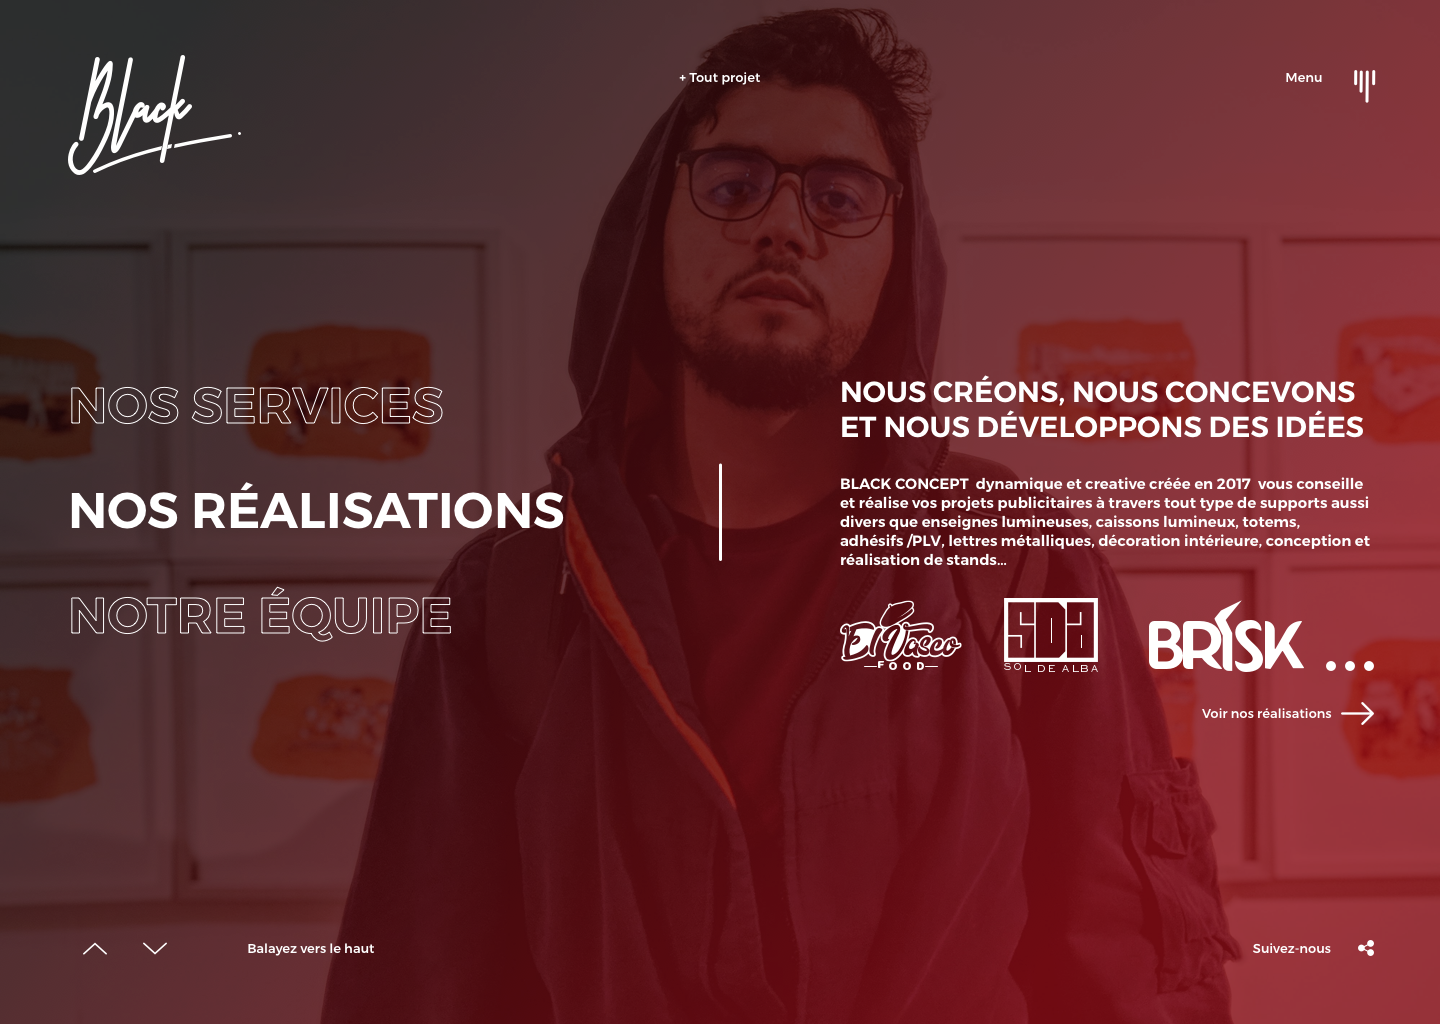 Black
+ Tout projet
Menu
NOS SERVICES
NOS RÉALISATIONS
NOTRE ÉQUIPE
NOUS CRÉONS, NOUS CONCEVONS
ET NOUS DÉVELOPPONS DES IDÉES
BLACK CONCEPT  dynamique et creative créée en 2017  vous conseille
et réalise vos projets publicitaires à travers tout type de supports aussi
divers que enseignes lumineuses, caissons lumineux, totems,
adhésifs /PLV, lettres métalliques, décoration intérieure, conception et
réalisation de stands...
El Vasco
FOOD
SDa
SOL DE ALBA
BRISK
...
Voir nos réalisations
Balayez vers le haut
Suivez-nous